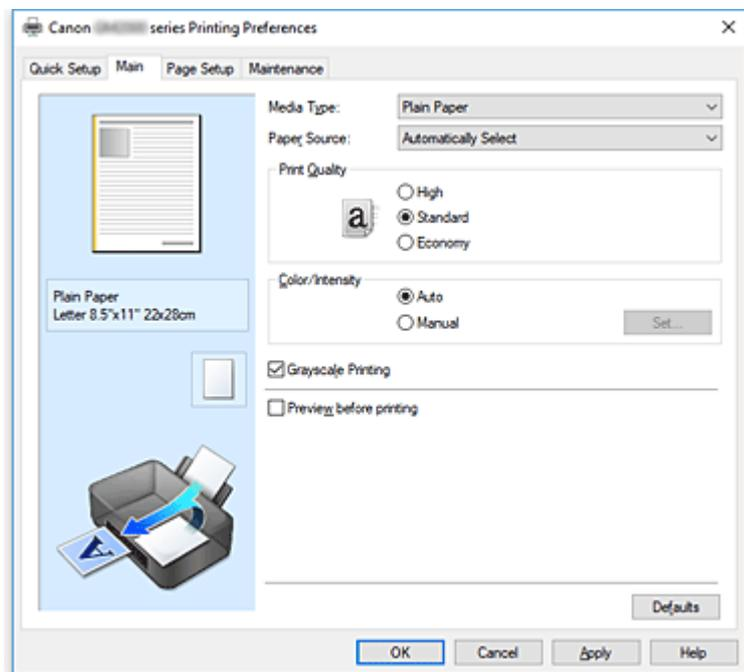 Canon series Printing Preferences
Quick Setup Main Page Setup Maintenance
Media Type: Plain Paper
Paper Source: Automatically Select
Print Quality
High
a Standard
Economy
Color/Intensity
Auto
Manual Set...
Plain Paper
Letter 8.5"x11" 22x28cm
Grayscale Printing
Preview before printing
A
Defaults
OK Cancel Apply Help